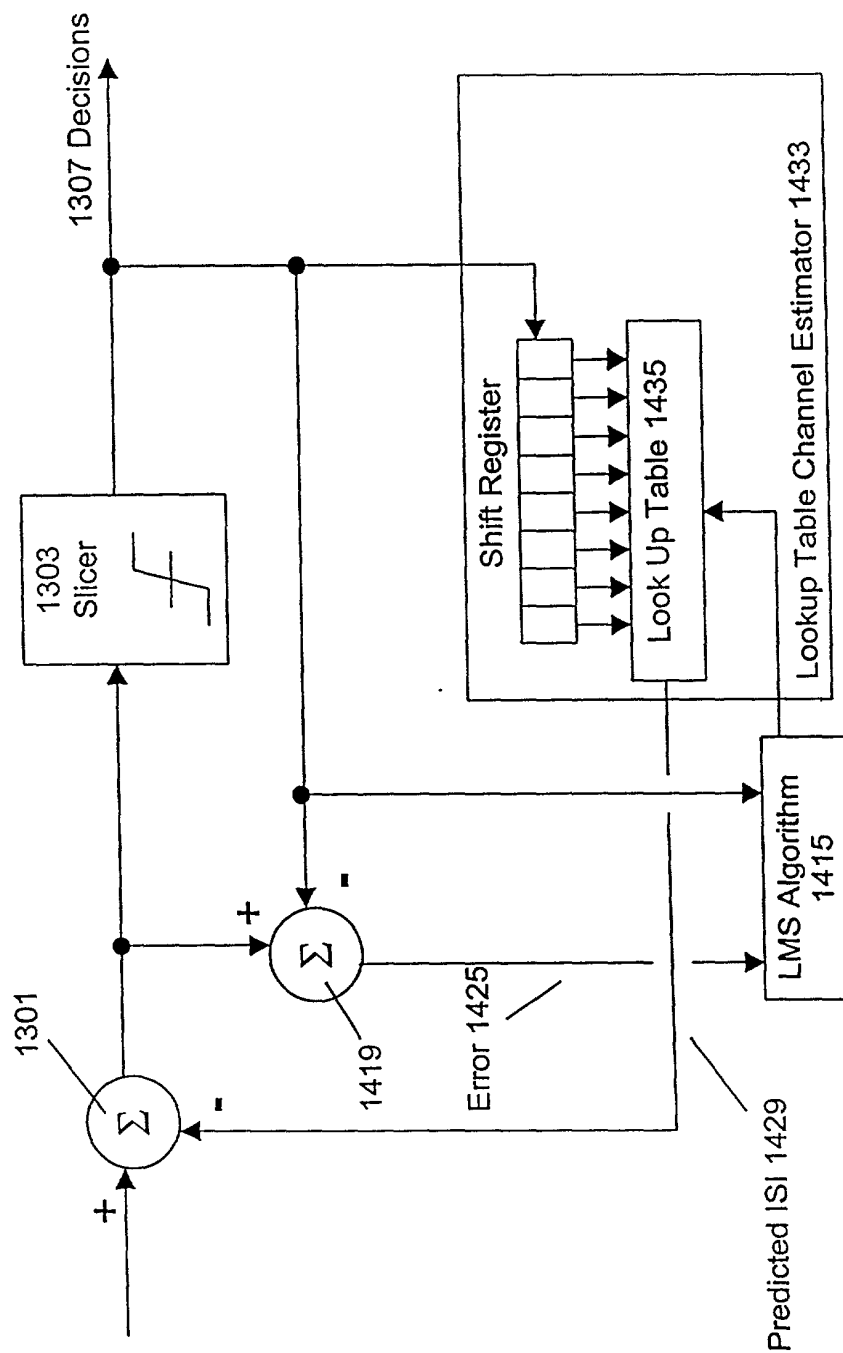 1307 Decisions
1303
Slicer
1301
+
-
Σ
+
-
Σ
1419
Error 1425
Shift Register
Look Up Table 1435
Lookup Table Channel Estimator 1433
LMS Algorithm
1415
Predicted ISI 1429